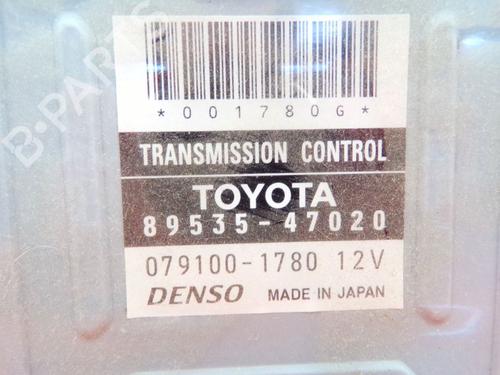 B-PARTS
*001780G*
TRANSMISSION CONTROL
TOYOTA
89535-47020
079100-1780 12V
DENSO MADE IN JAPAN